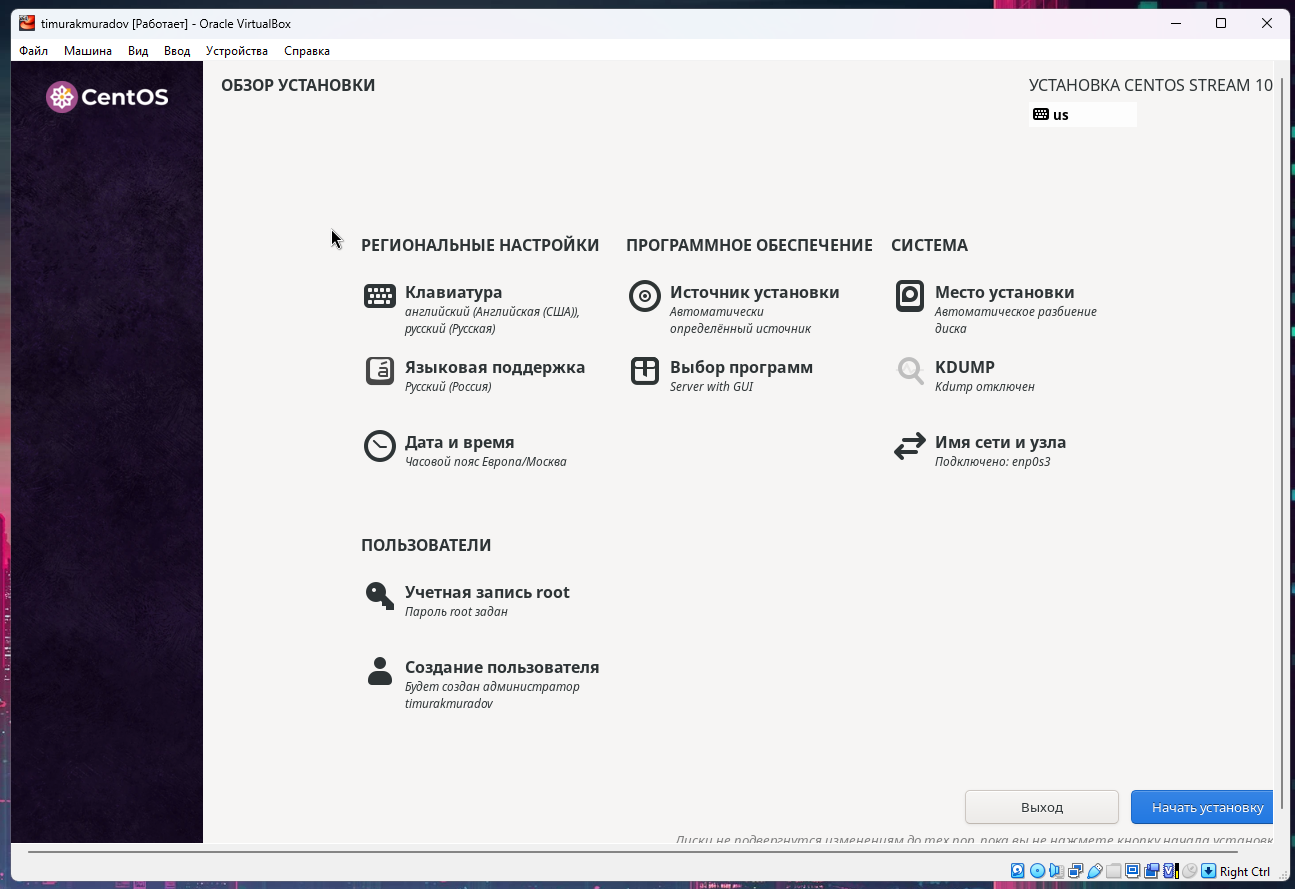 timurakmuradov [Работает] - Oracle VirtualBox
Файл Машина Вид Ввод Устройства Справка
CentOS
ОБЗОР УСТАНОВКИ
УСТАНОВКА CENTOS STREAM 10
us
РЕГИОНАЛЬНЫЕ НАСТРОЙКИ
Клавиатура
английский (Английская (США)),
русский (Русская)
Языковая поддержка
Русский (Россия)
Дата и время
Часовой пояс Европа/Москва
ПРОГРАММНОЕ ОБЕСПЕЧЕНИЕ
Источник установки
Автоматически
определённый источник
Выбор программ
Server with GUI
СИСТЕМА
Место установки
Автоматическое разбиение
диска
KDUMP
Kdump отключен
Имя сети и узла
Подключено: enp0s3
ПОЛЬЗОВАТЕЛИ
Учетная запись root
Пароль root задан
Создание пользователя
Будет создан администратор
timurakmuradov
Выход
Начать установку
Диски не подвергнутся изменениям до тех пор, пока вы не нажмете кнопку начала установк
Right Ctrl